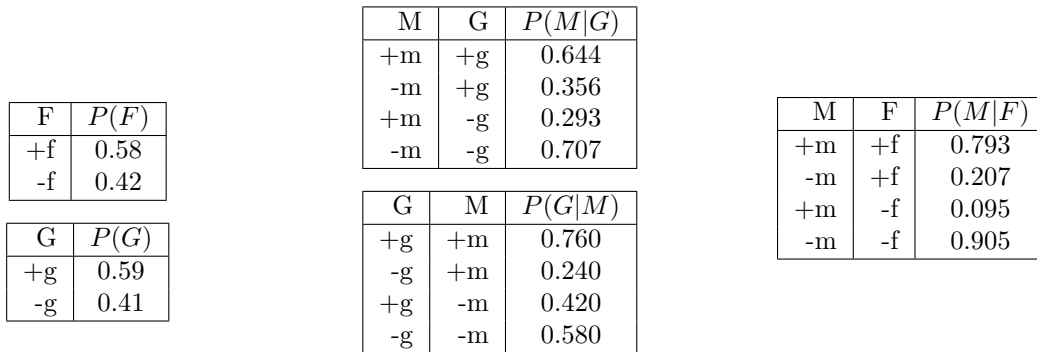 F P(F)
+f 0.58
-f 0.42
G P(G)
+g 0.59
-g 0.41
M G P(M|G)
+m +g 0.644
-m +g 0.356
+m -g 0.293
-m -g 0.707
G M P(G|M)
+g +m 0.760
-g +m 0.240
+g -m 0.420
-g -m 0.580
M F P(M|F)
+m +f 0.793
-m +f 0.207
+m -f 0.095
-m -f 0.905